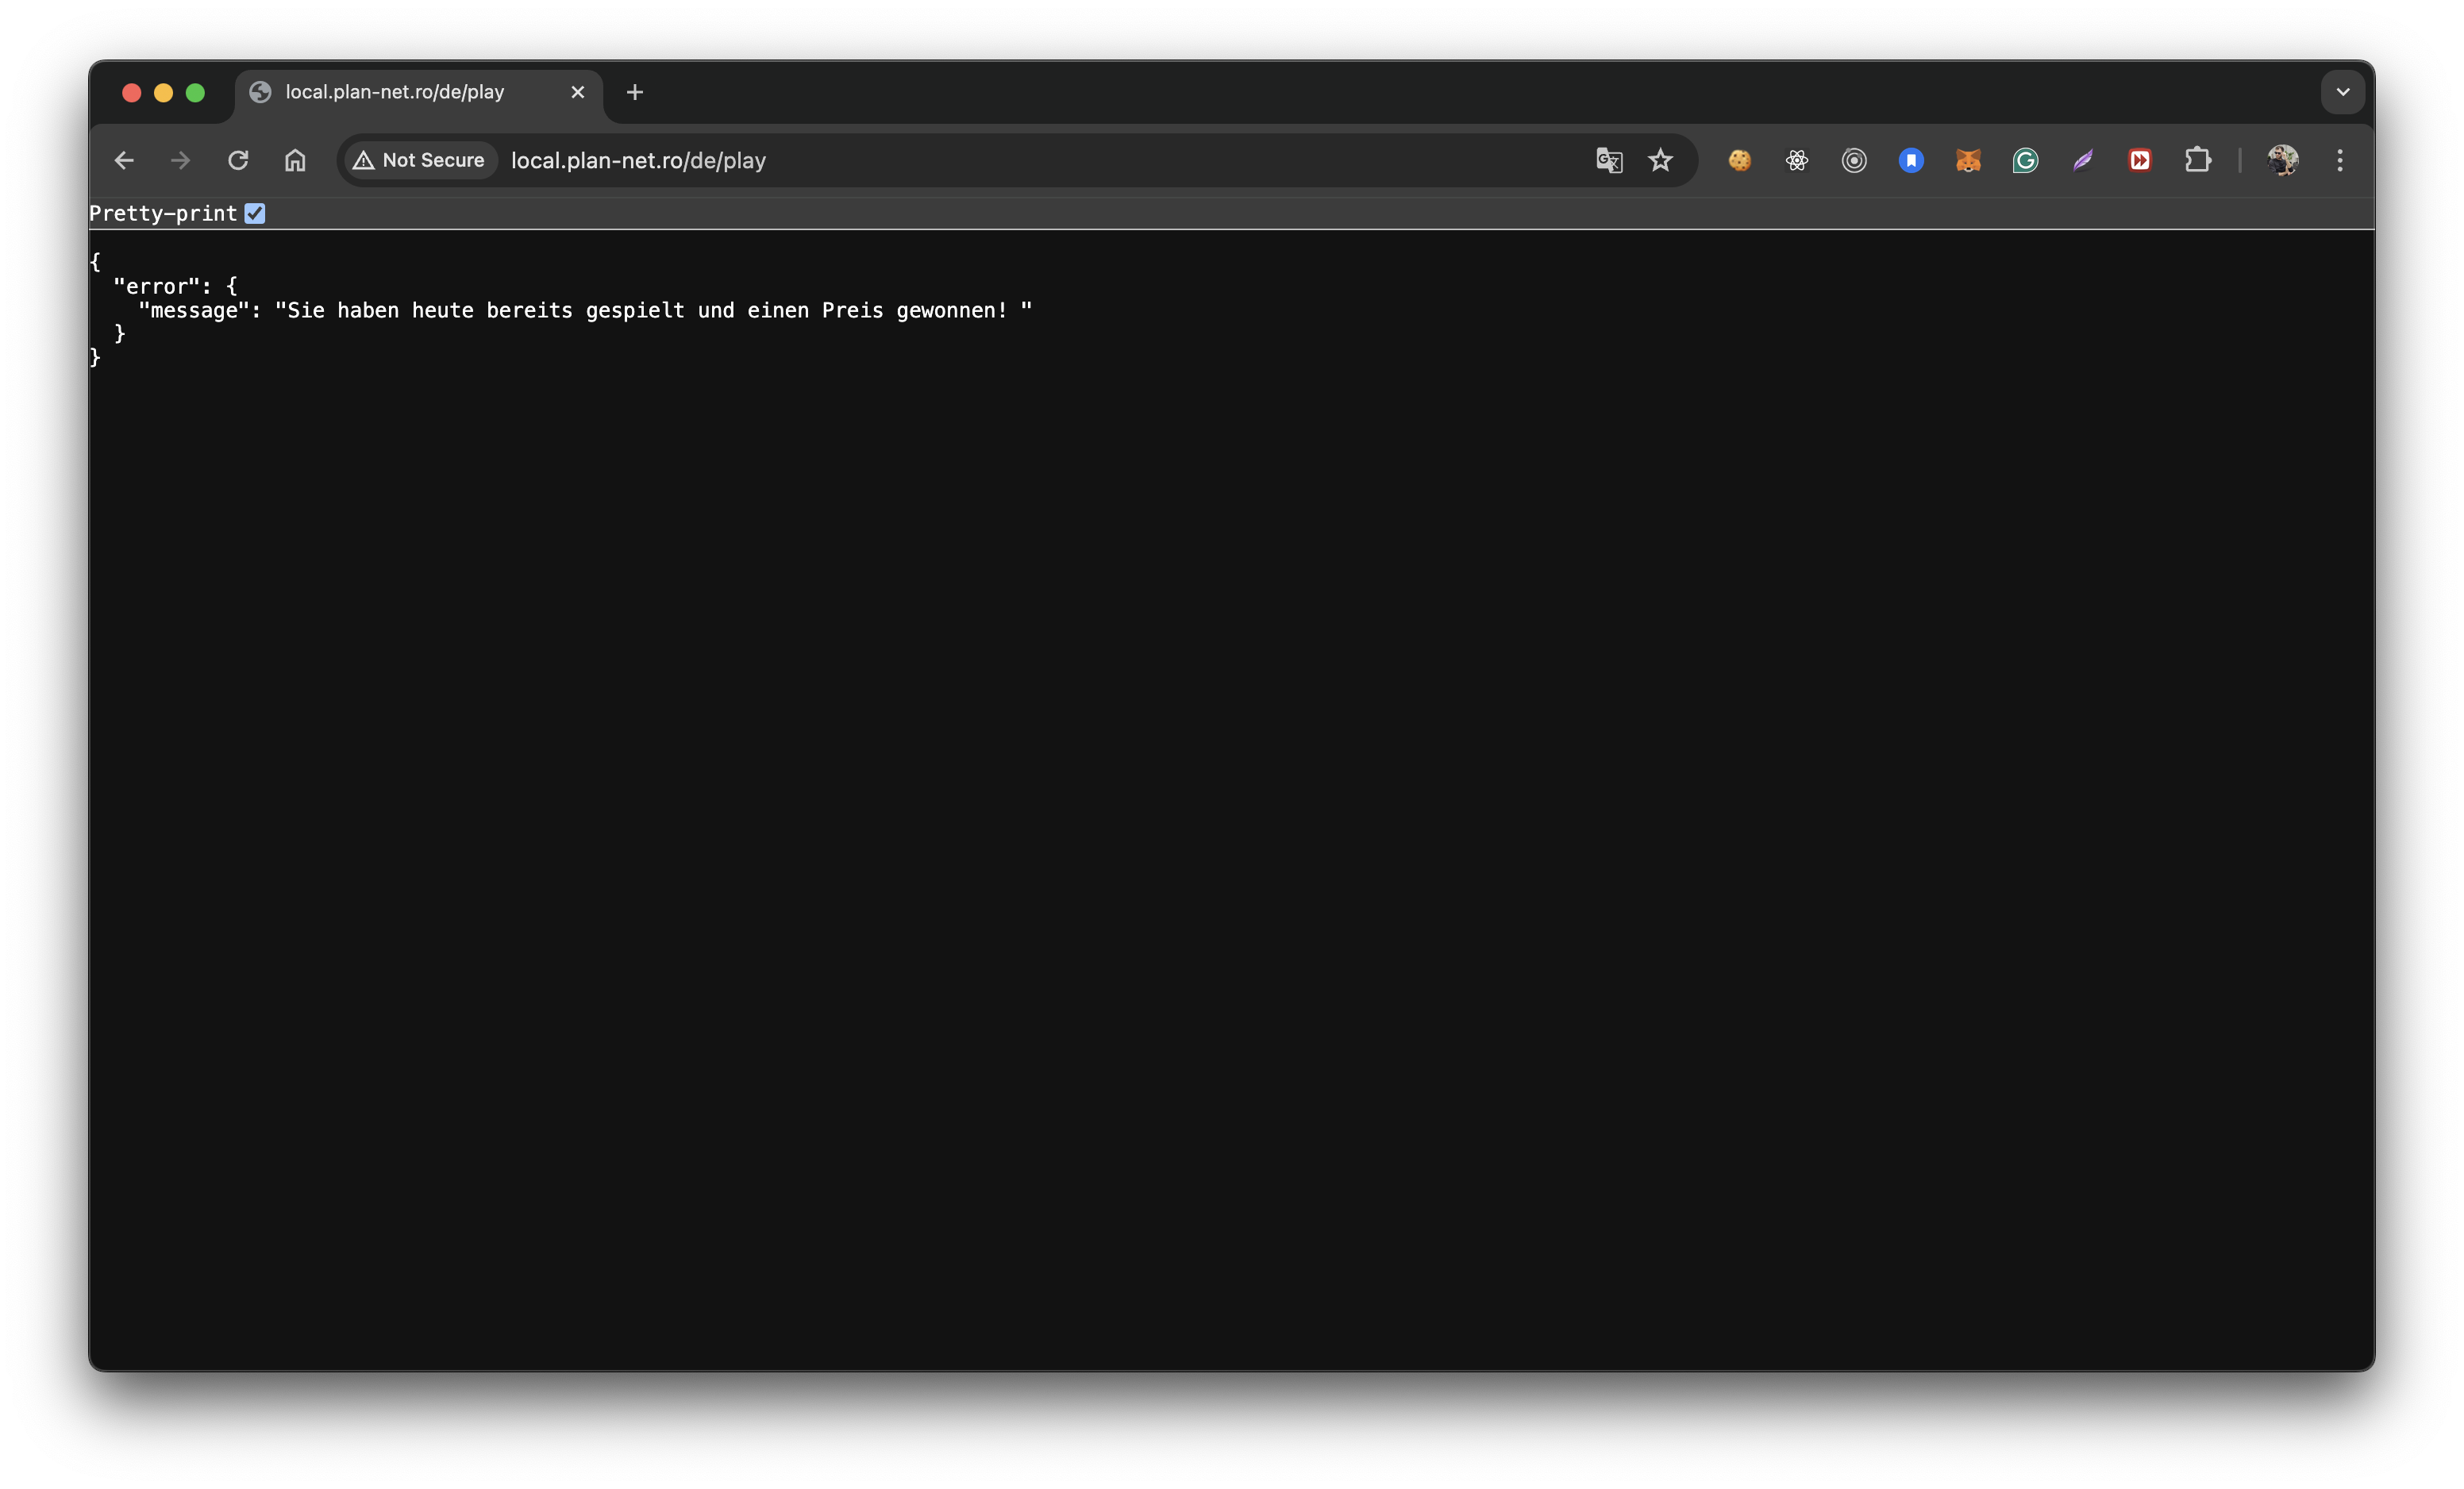 local.plan-net.ro/de/play
Not Secure local.plan-net.ro/de/play
Pretty-print
{
"error": {
"message": "Sie haben heute bereits gespielt und einen Preis gewonnen! "
}
}